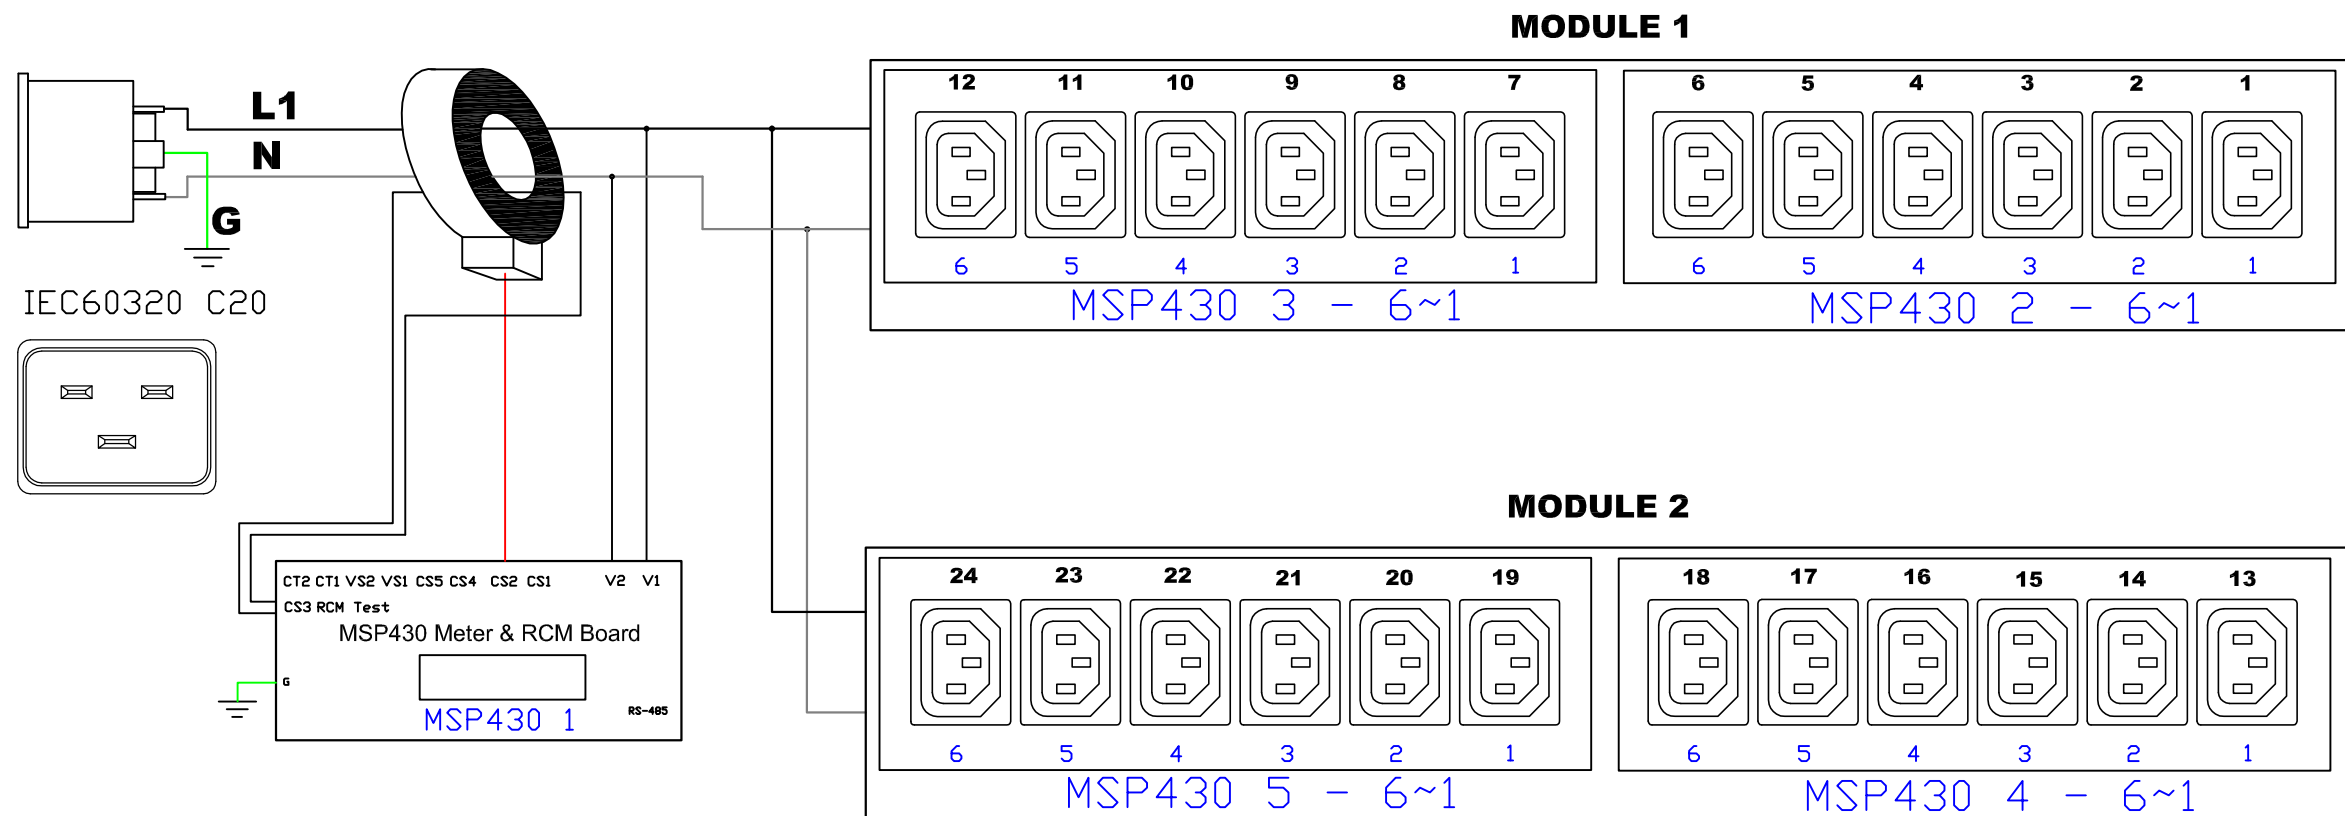 MODULE 1
L1
N
G
IEC60320 C20
12 11 10 9 8 7
6 5 4 3 2 1
MSP430 3 - 6~1
6 5 4 3 2 1
6 5 4 3 2 1
MSP430 2 - 6~1
CT2 CT1 VS2 VS1 CS5 CS4 CS2 CS1 V2 V1
CS3 RCM Test
MSP430 Meter & RCM Board
G
RS-485
MSP430 1
MODULE 2
24 23 22 21 20 19
6 5 4 3 2 1
MSP430 5 - 6~1
18 17 16 15 14 13
6 5 4 3 2 1
MSP430 4 - 6~1